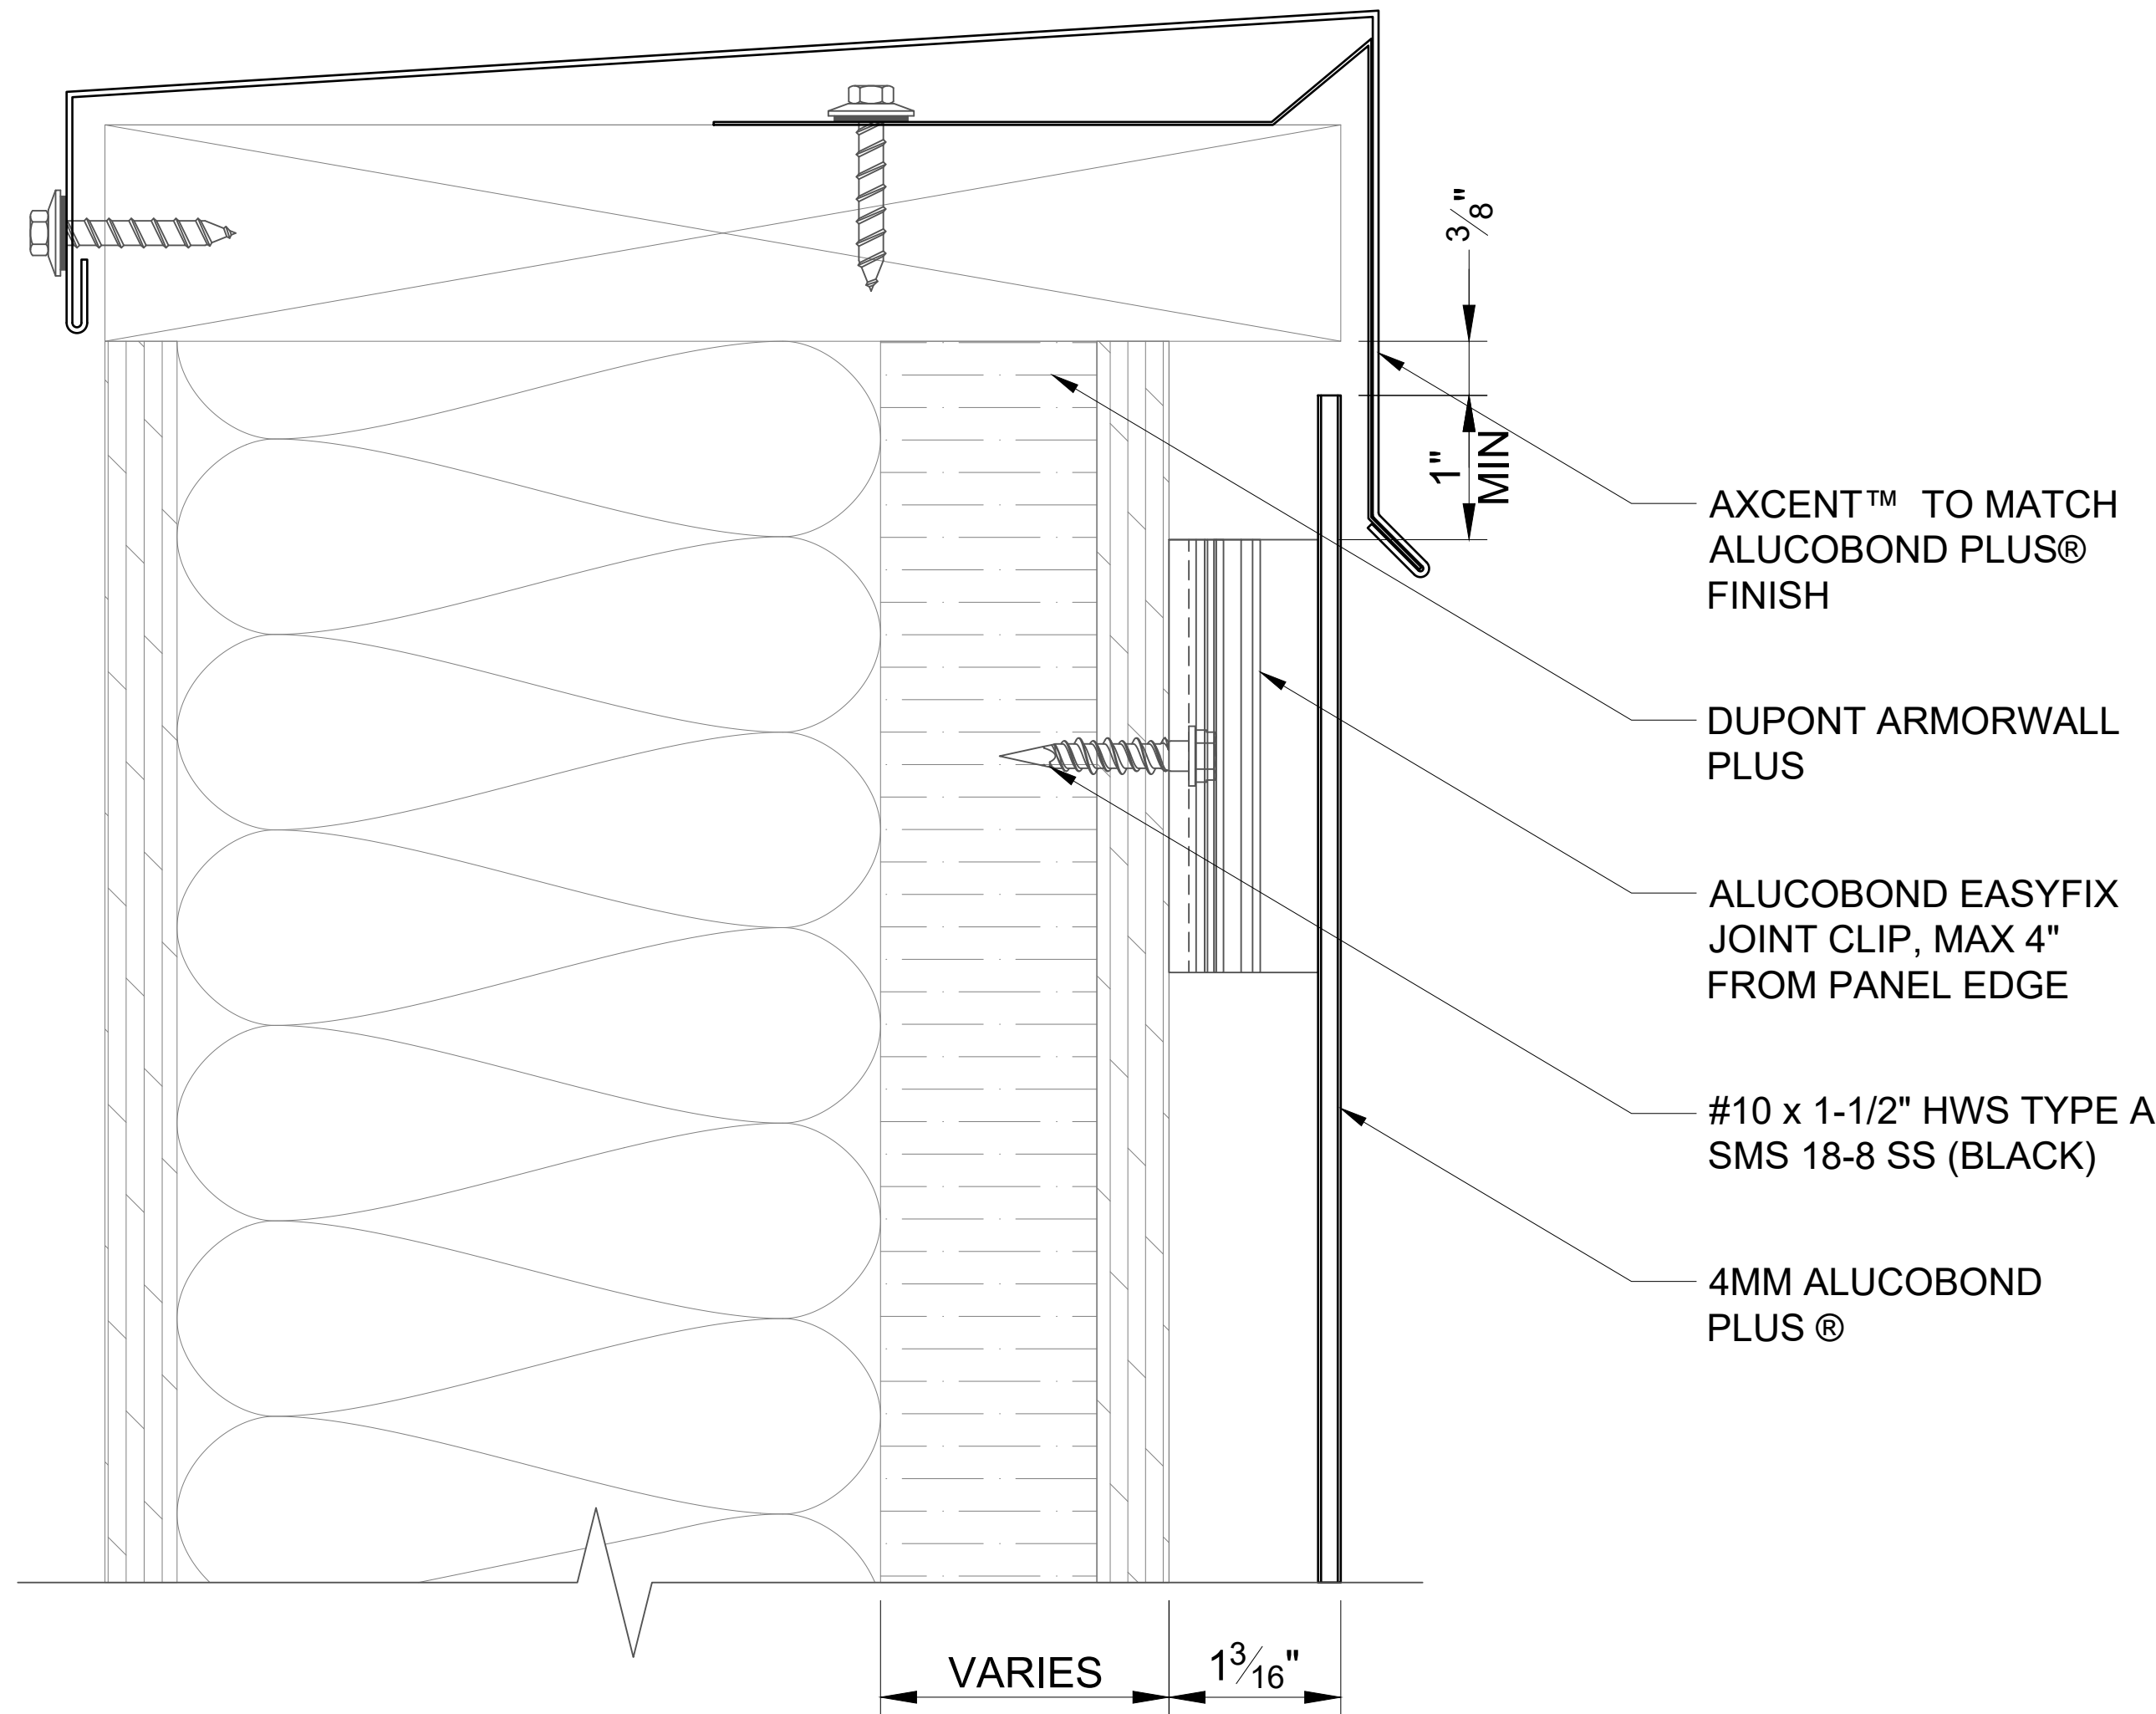 3/8"
1"
MIN
AXCENT™ TO MATCH
ALUCOBOND PLUS®
FINISH
DUPONT ARMORWALL
PLUS
ALUCOBOND EASYFIX
JOINT CLIP, MAX 4"
FROM PANEL EDGE
#10 x 1-1/2" HWS TYPE A
SMS 18-8 SS (BLACK)
4MM ALUCOBOND
PLUS ®
VARIES
1 3/16"